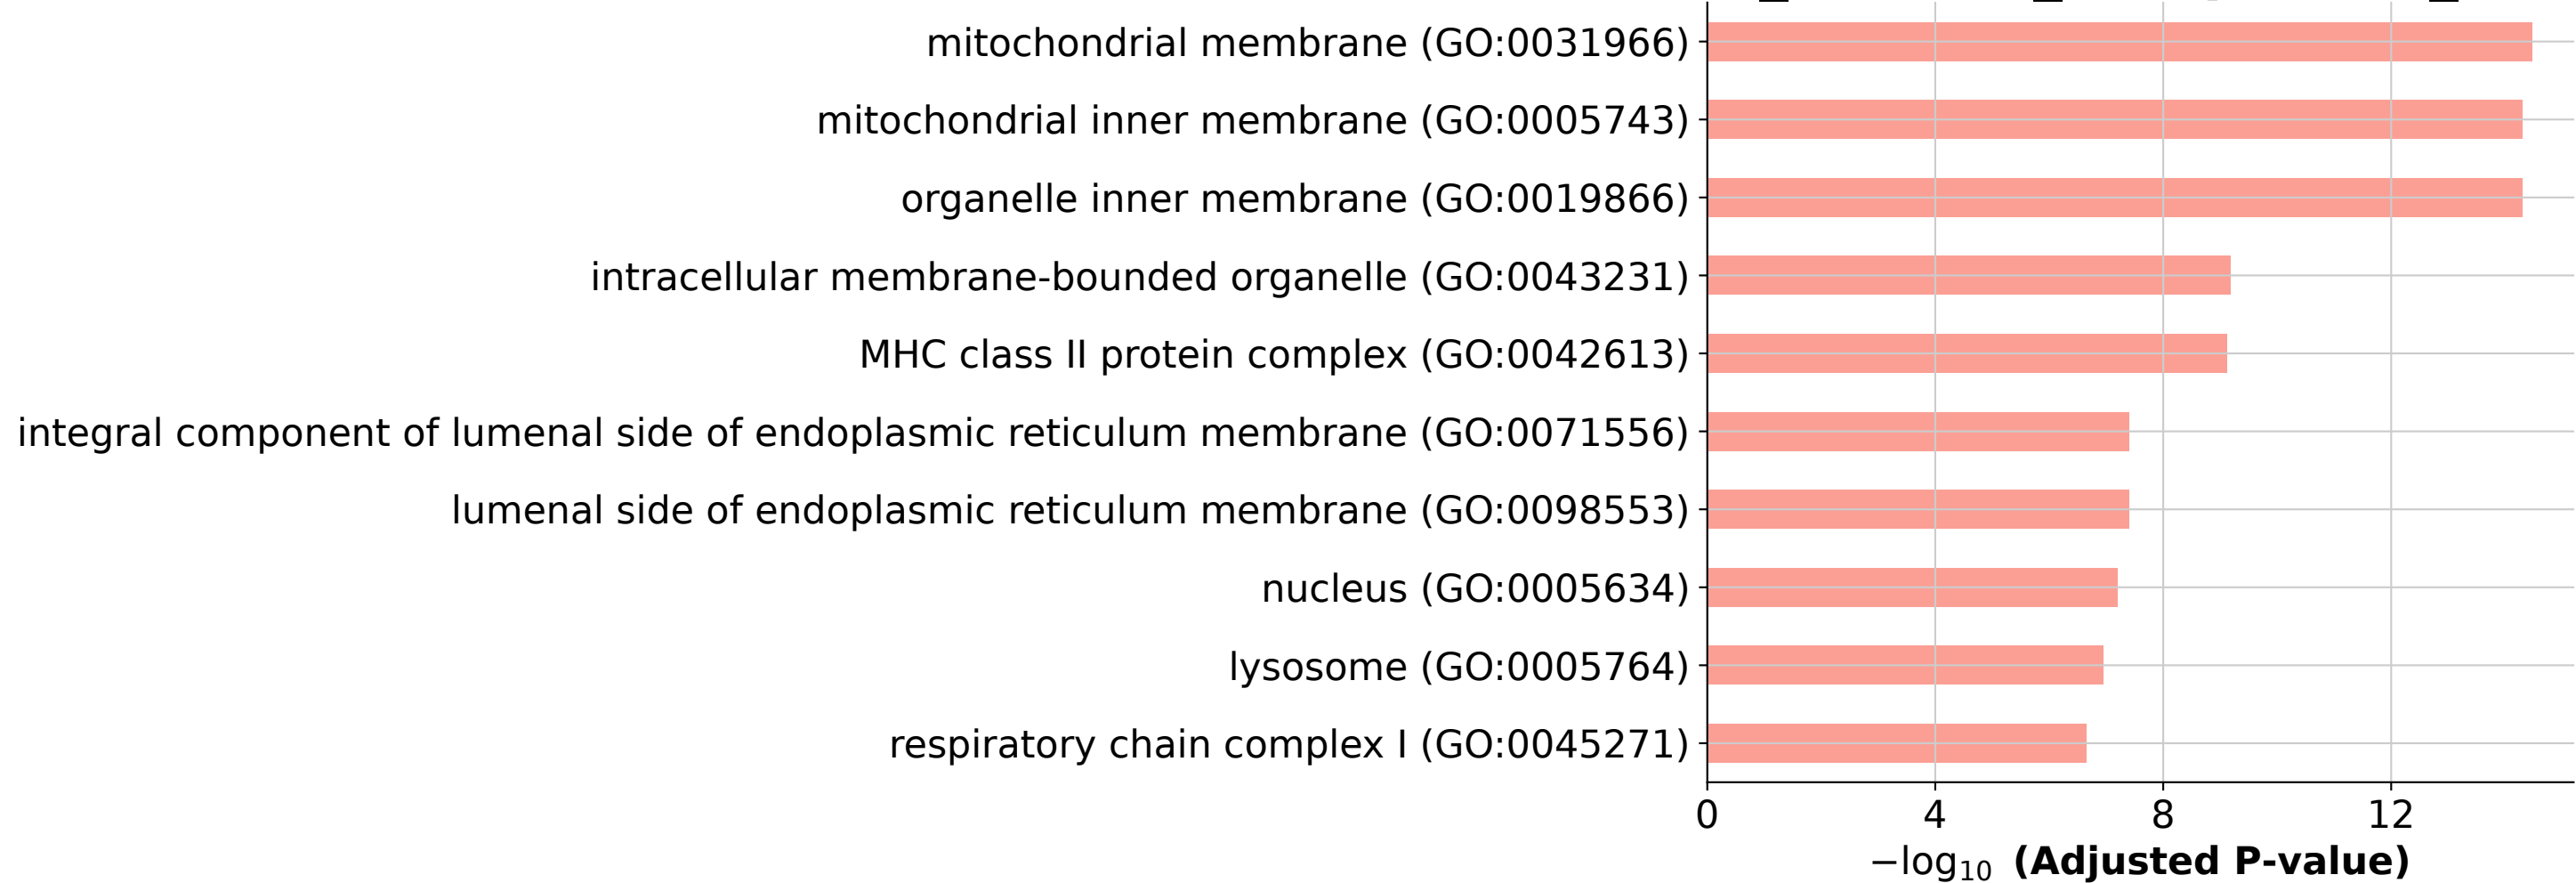 mitochondrial membrane (GO:0031966)
mitochondrial inner membrane (GO:0005743)
organelle inner membrane (GO:0019866)
intracellular membrane-bounded organelle (GO:0043231)
MHC class II protein complex (GO:0042613)
integral component of lumenal side of endoplasmic reticulum membrane (GO:0071556)
lumenal side of endoplasmic reticulum membrane (GO:0098553)
nucleus (GO:0005634)
lysosome (GO:0005764)
respiratory chain complex I (GO:0045271)
0 4 8 12
−log₁₀ (Adjusted P-value)